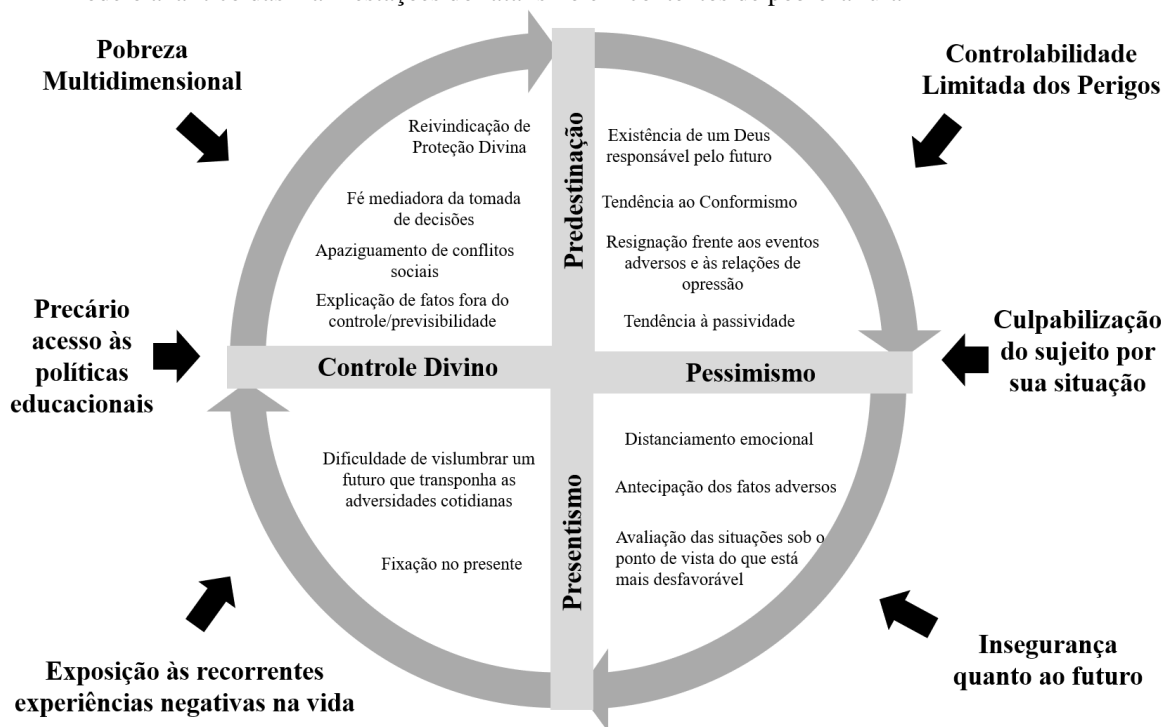 Pobreza
Multidimensional
Controlabilidade
Limitada dos Perigos
Reivindicação de
Proteção Divina
Fé mediadora da tomada
de decisões
Apaziguamento de conflitos
sociais
Explicação de fatos fora do
controle/previsibilidade
Predestinação
Existência de um Deus
responsável pelo futuro
Tendência ao Conformismo
Resignação frente aos eventos
adversos e às relações de
opressão
Tendência à passividade
Precário
acesso às
políticas
educacionais
Controle Divino
Pessimismo
Culpabilização
do sujeito por
sua situação
Dificuldade de vislumbrar um
futuro que transponha as
adversidades cotidianas
Fixação no presente
Presentismo
Distanciamento emocional
Antecipação dos fatos adversos
Avaliação das situações sob o
ponto de vista do que está
mais desfavorável
Exposição às recorrentes
experiências negativas na vida
Insegurança
quanto ao futuro